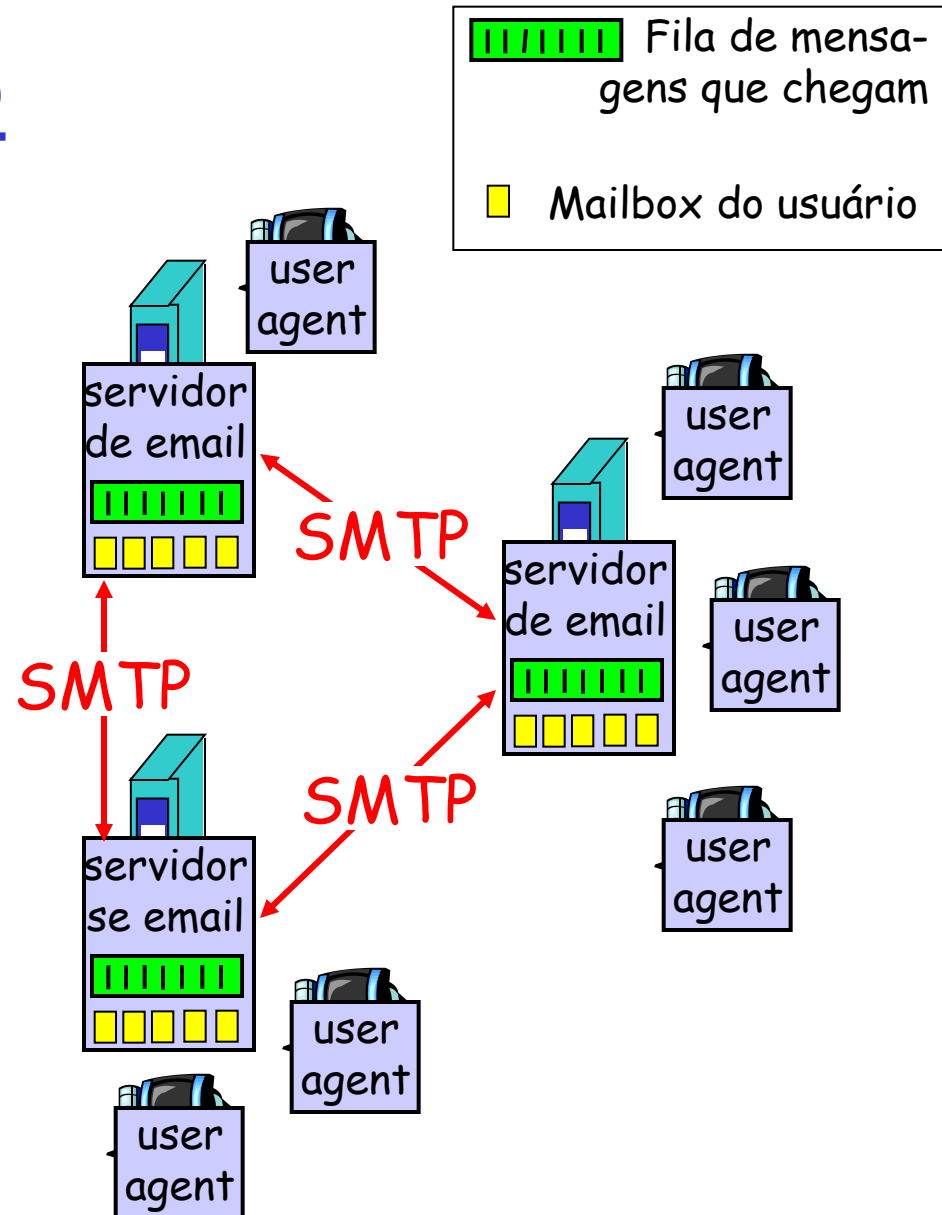 Fila de mensa-
gens que chegam
Mailbox do usuário
user
agent
servidor
de email
user
agent
SMTP
servidor
de email
user
agent
SMTP
SMTP
user
agent
servidor
se email
user
agent
user
agent